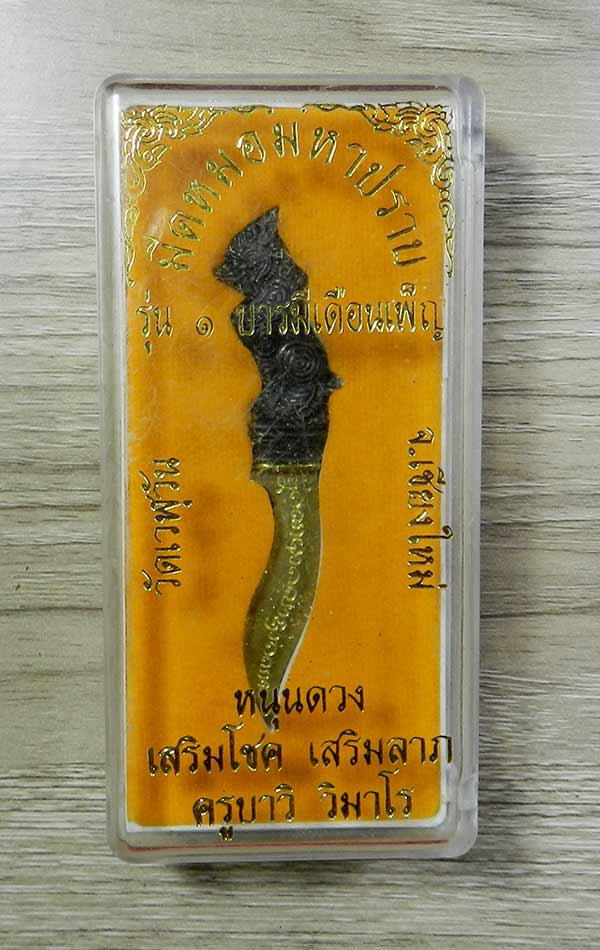 มีดหมอมหาปราบ
รุ่น ๑ บารมีเดือนเพ็ญ
วัดเวฬุวัน
จ.เชียงใหม่
หนุนดวง
เสริมโชค เสริมลาภ
ครูบาวิ วิมาโร